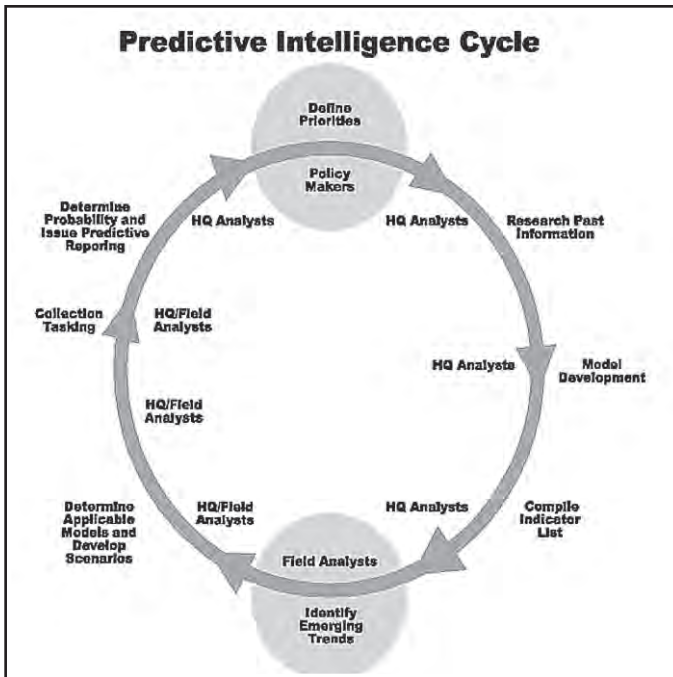 Predictive Intelligence Cycle
Define
Priorities
Policy
Makers
HQ Analysts
Research Past
Information
HQ Analysts
Model
Development
HQ Analysts
Compile
Indicator
List
Field Analysts
Identify
Emerging
Trends
HQ/Field
Analysts
Determine
Applicable
Models and
Develop
Scenarios
HQ/Field
Analysts
HQ/Field
Analysts
Collection
Tasking
HQ Analysts
Determine
Probability and
Issue Predictive
Reporing